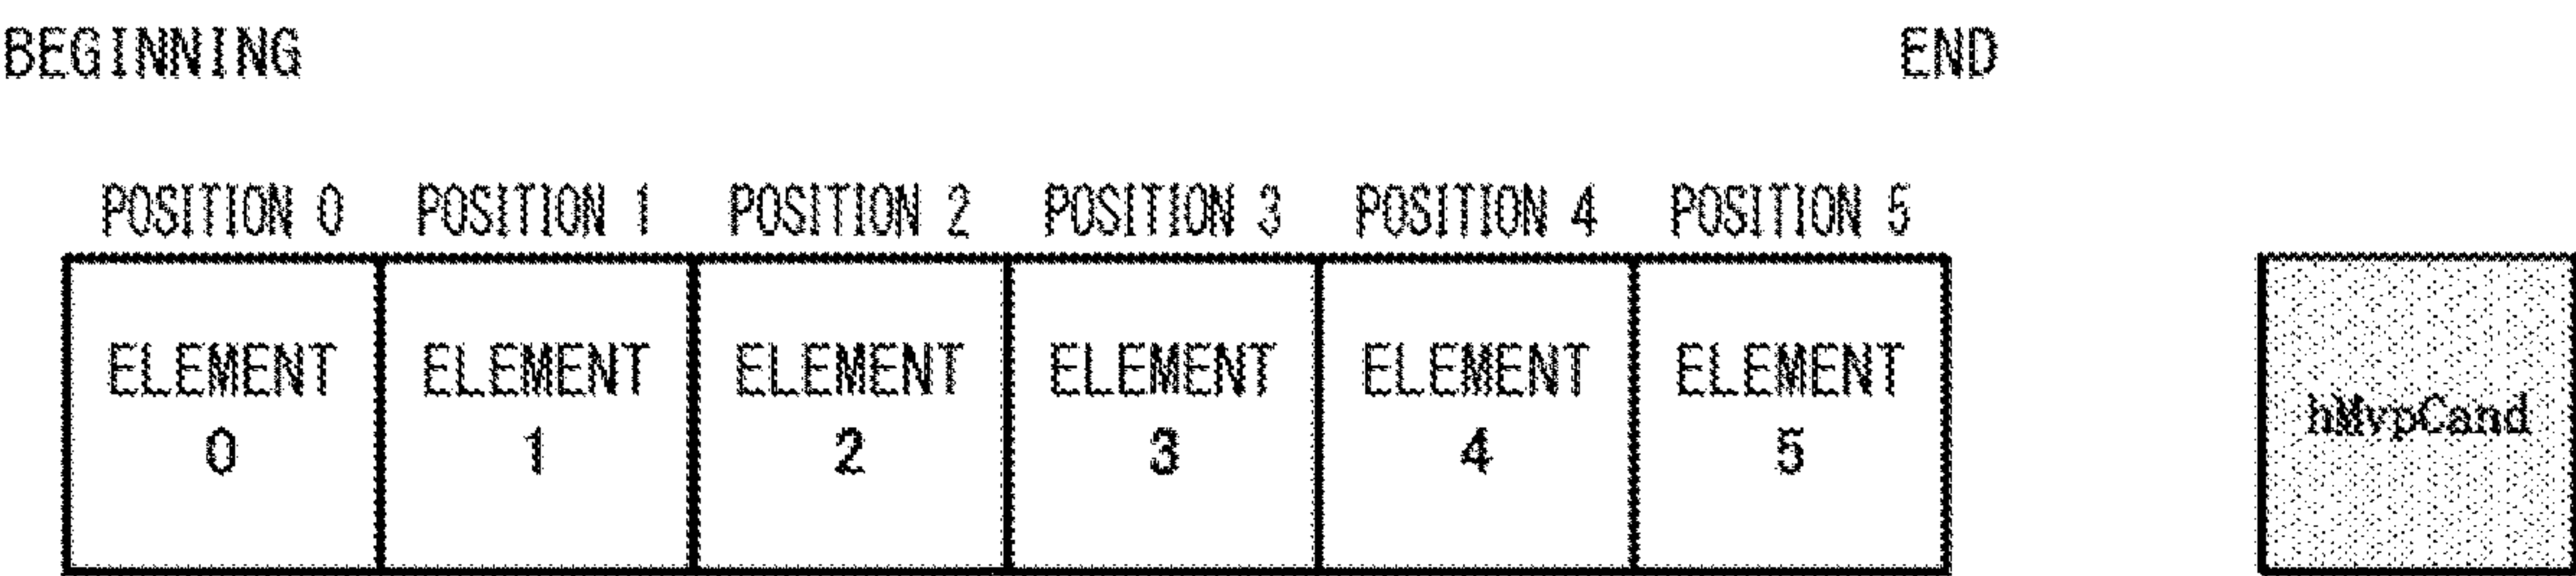 BEGINNING END
POSITION 0 POSITION 1 POSITION 2 POSITION 3 POSITION 4 POSITION 5
ELEMENT 0 ELEMENT 1 ELEMENT 2 ELEMENT 3 ELEMENT 4 ELEMENT 5
hMvpCand